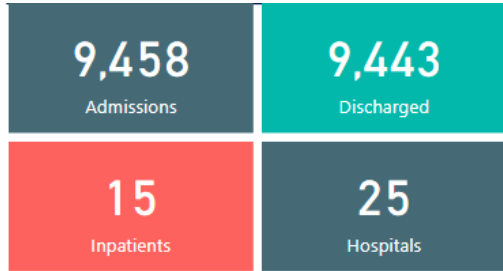 9,458
Admissions
9,443
Discharged
15
Inpatients
25
Hospitals